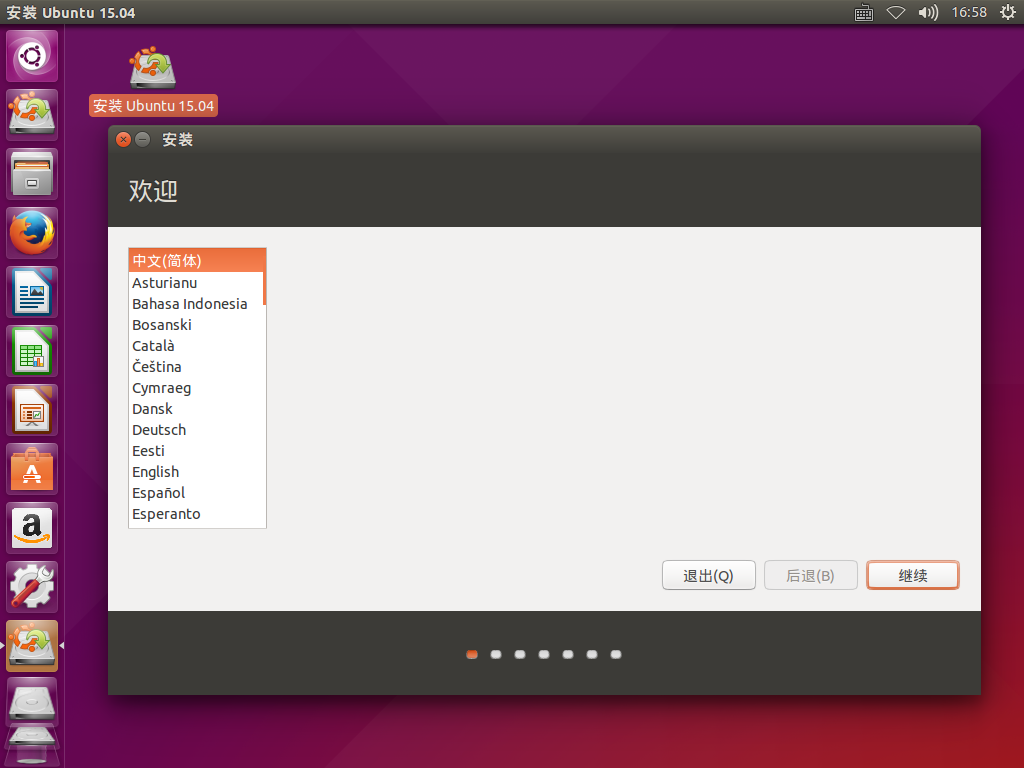 安装 Ubuntu 15.04
16:58
安装 Ubuntu 15.04
安装
欢迎
中文(简体)
Asturianu
Bahasa Indonesia
Bosanski
Català
Čeština
Cymraeg
Dansk
Deutsch
Eesti
English
Español
Esperanto
退出(Q)
后退(B)
继续